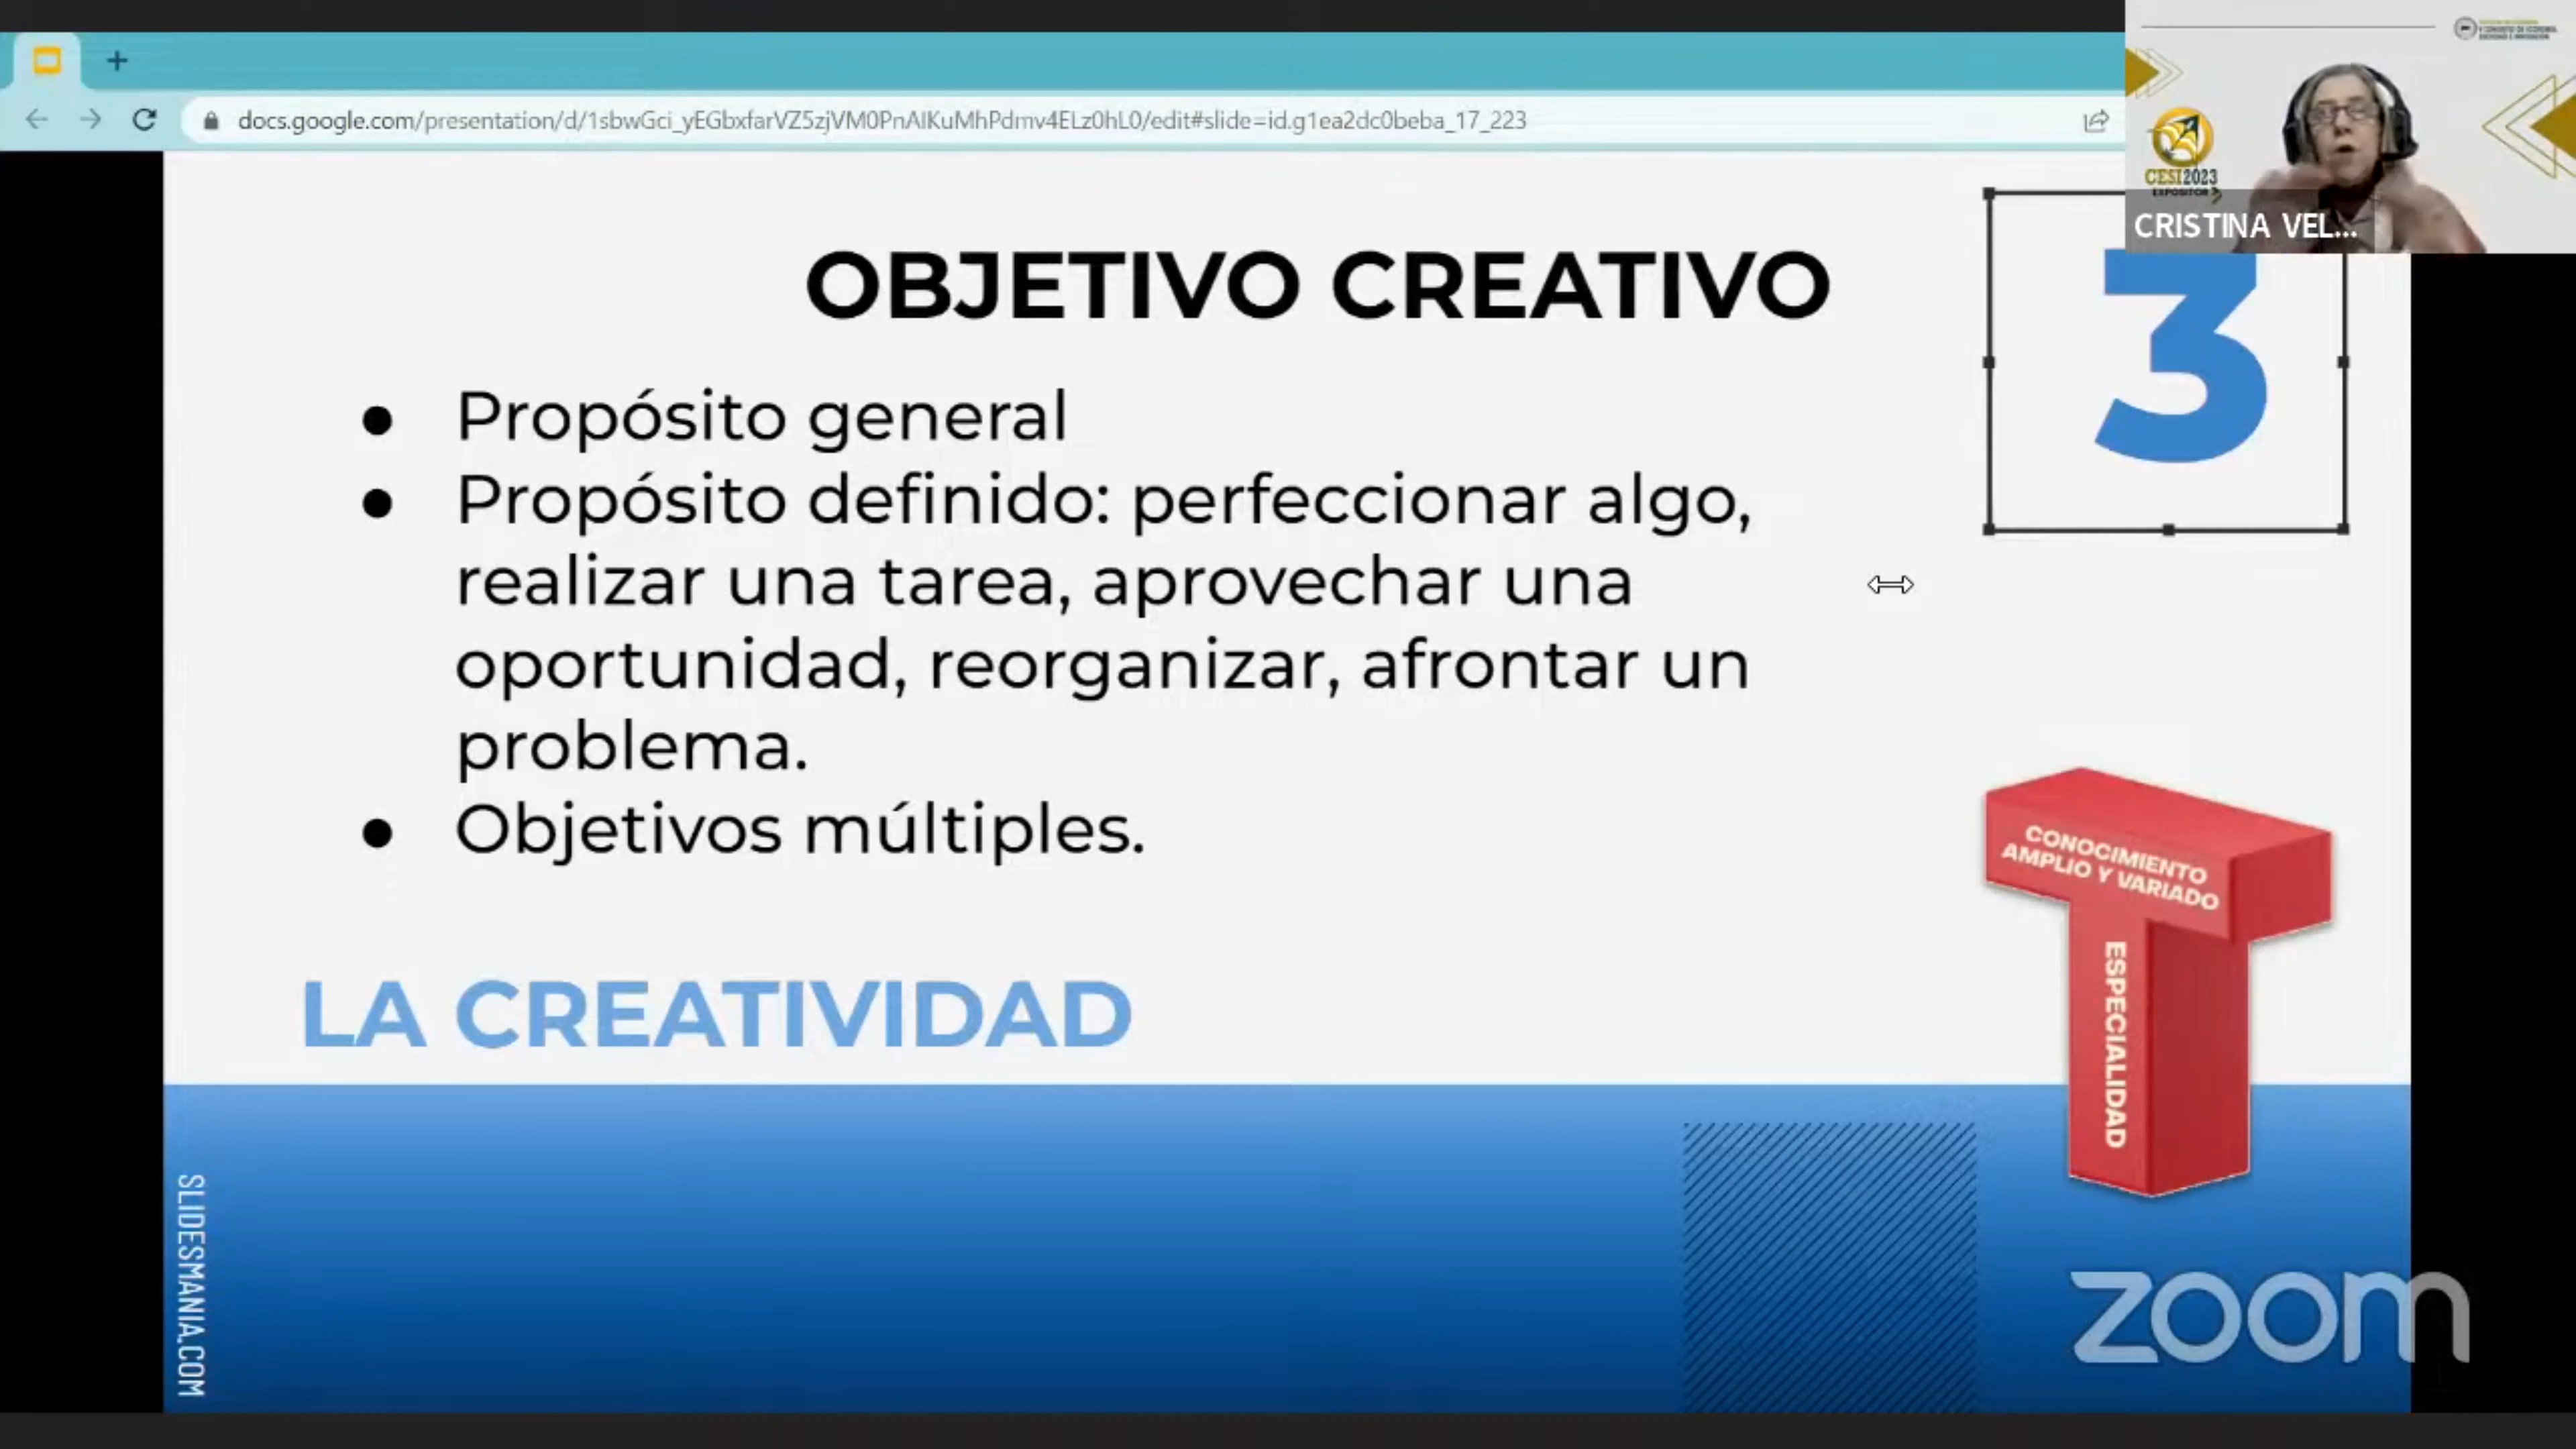 docs.google.com/presentation/d/1sbwGci_yEGbxfarVZ5zjVM0PnAIKuMhPdmv4ELz0hL0/edit#slide=id.g1ea2dc0beba_17_223
CESI2023
EXPOSITOR
CRISTINA VEL...
OBJETIVO CREATIVO
3
● Propósito general
● Propósito definido: perfeccionar algo,
realizar una tarea, aprovechar una
oportunidad, reorganizar, afrontar un
problema.
● Objetivos múltiples.
CONOCIMIENTO
AMPLIO Y VARIADO
ESPECIALIDAD
LA CREATIVIDAD
SLIDESMANIA.COM
zoom